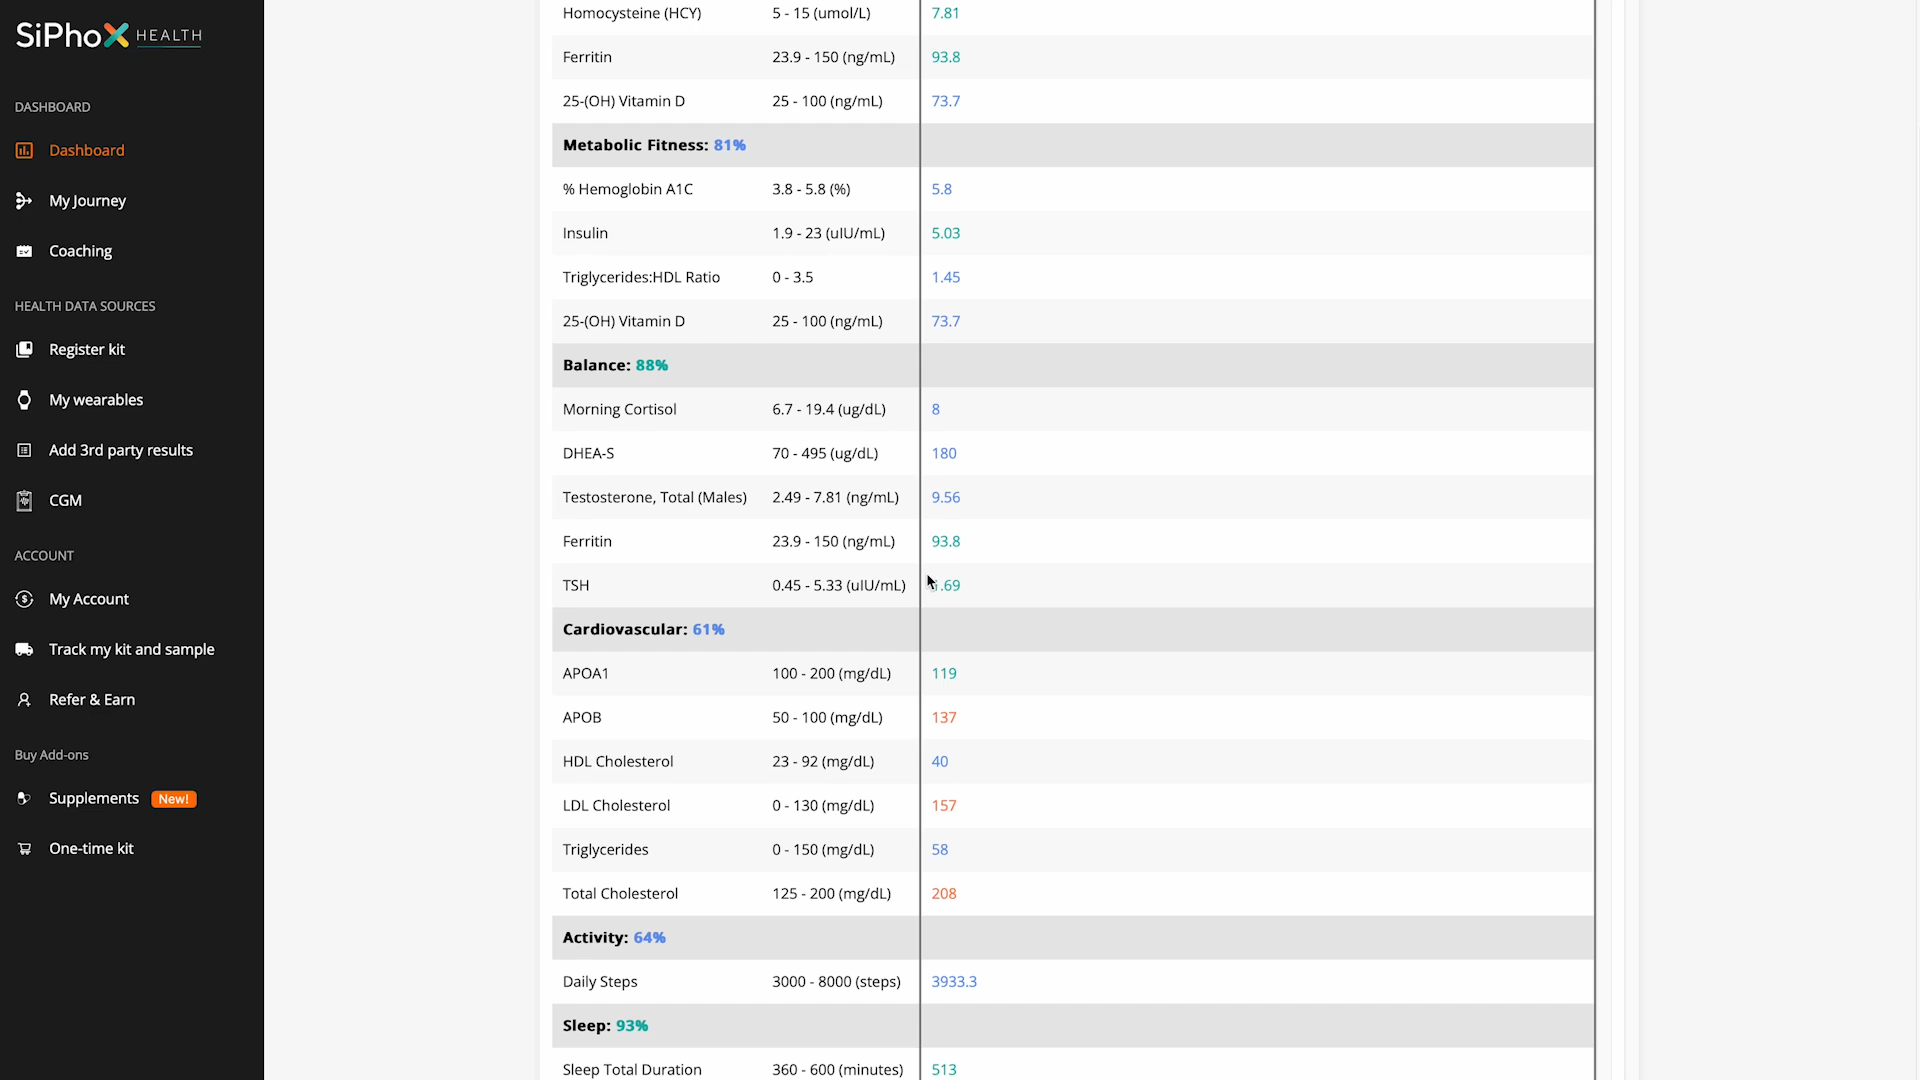 SiPhoX HEALTH
DASHBOARD
Dashboard
My Journey
Coaching
HEALTH DATA SOURCES
Register kit
My wearables
Add 3rd party results
CGM
ACCOUNT
My Account
Track my kit and sample
Refer & Earn
Buy Add-ons
Supplements New!
One-time kit
Homocysteine (HCY) 5 - 15 (umol/L) 7.81
Ferritin 23.9 - 150 (ng/mL) 93.8
25-(OH) Vitamin D 25 - 100 (ng/mL) 73.7
Metabolic Fitness: 81%
% Hemoglobin A1C 3.8 - 5.8 (%) 5.8
Insulin 1.9 - 23 (uIU/mL) 5.03
Triglycerides:HDL Ratio 0 - 3.5 1.45
25-(OH) Vitamin D 25 - 100 (ng/mL) 73.7
Balance: 88%
Morning Cortisol 6.7 - 19.4 (ug/dL) 8
DHEA-S 70 - 495 (ug/dL) 180
Testosterone, Total (Males) 2.49 - 7.81 (ng/mL) 9.56
Ferritin 23.9 - 150 (ng/mL) 93.8
TSH 0.45 - 5.33 (uIU/mL)
Cardiovascular: 61%
APOA1 100 - 200 (mg/dL) 119
APOB 50 - 100 (mg/dL) 137
HDL Cholesterol 23 - 92 (mg/dL) 40
LDL Cholesterol 0 - 130 (mg/dL) 157
Triglycerides 0 - 150 (mg/dL) 58
Total Cholesterol 125 - 200 (mg/dL) 208
Activity: 64%
Daily Steps 3000 - 8000 (steps) 3933.3
Sleep: 93%
Sleep Total Duration 360 - 600 (minutes) 513